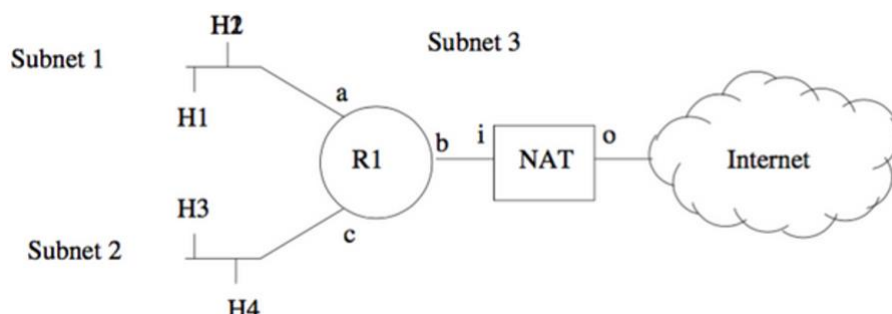 H2
Subnet 3
Subnet 1
a
H1
b
i
o
R1
NAT
Internet
H3
c
Subnet 2
H4